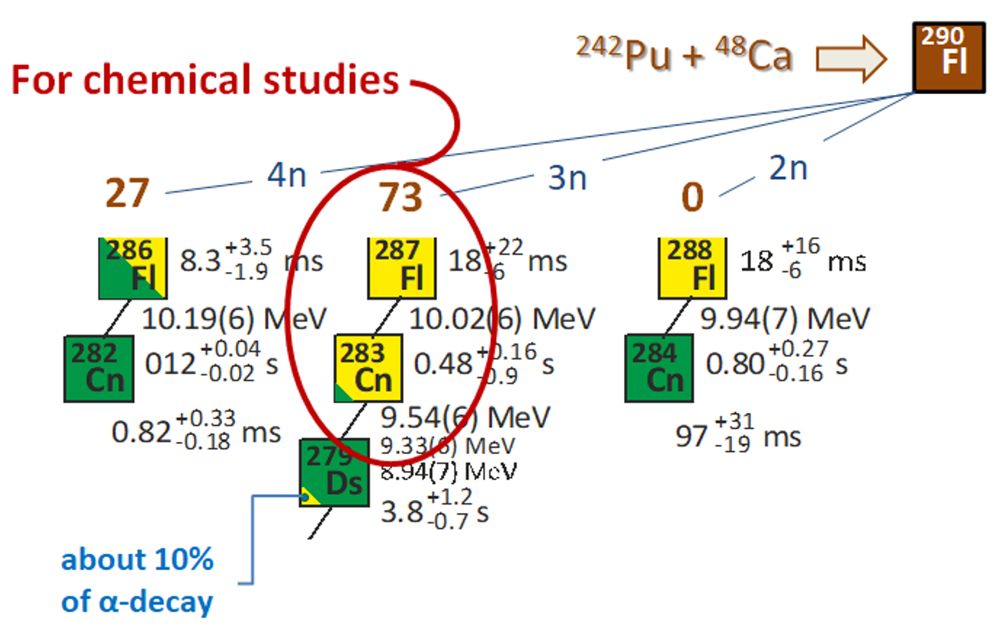 ²⁴²Pu + ⁴⁸Ca
290
Fl
For chemical studies
4n
3n
2n
27
73
0
286
Fl
8.3 +3.5 -1.9 ms
287
Fl
18 +22 -6 ms
288
Fl
18 +16 -6 ms
10.19(6) MeV
10.02(6) MeV
9.94(7) MeV
282
Cn
012 +0.04 -0.02 s
283
Cn
0.48 +0.16 -0.9 s
284
Cn
0.80 +0.27 -0.16 s
0.82 +0.33 -0.18 ms
9.54(6) MeV
9.33(6) MeV
8.94(7) MeV
97 +31 -19 ms
279
Ds
3.8 +1.2 -0.7 s
about 10%
of α-decay